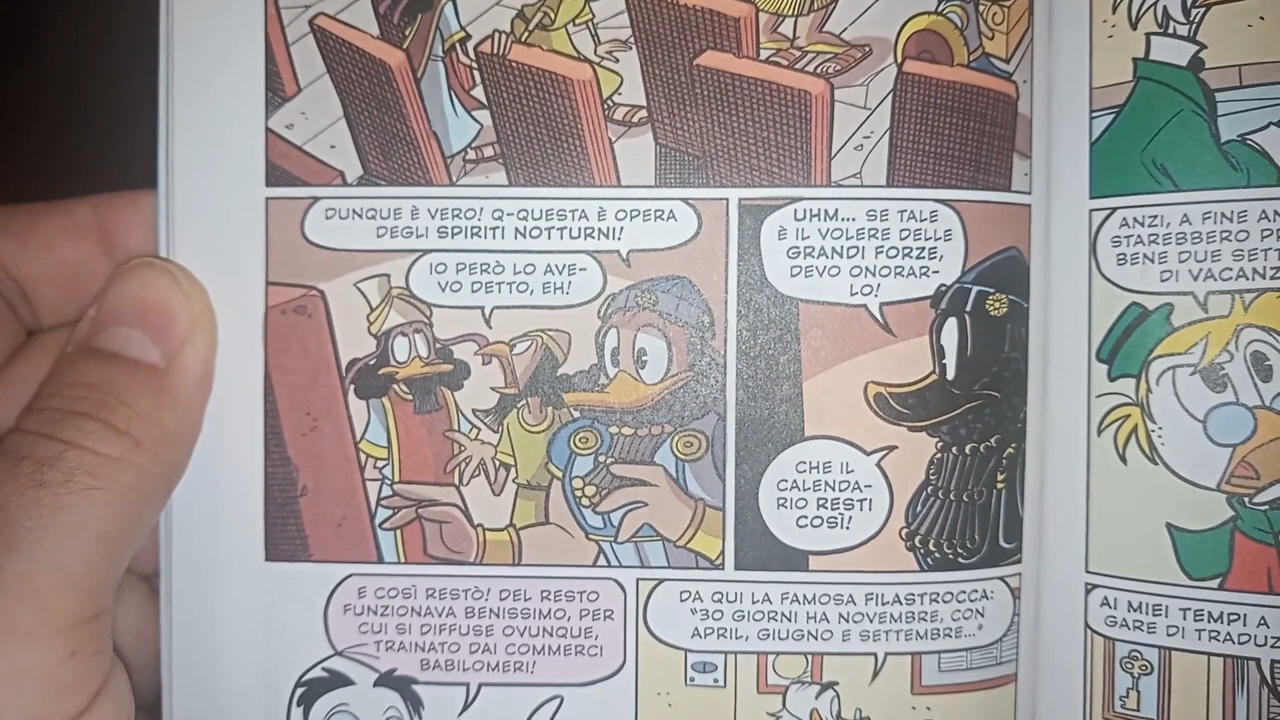 DUNQUE È VERO! Q-QUESTA È OPERA
DEGLI SPIRITI NOTTURNI!
IO PERÒ LO AVE-
VO DETTO, EH!
UHM... SE TALE
È IL VOLERE DELLE
GRANDI FORZE,
DEVO ONORAR-
LO!
CHE IL
CALENDA-
RIO RESTI
COSÌ!
E COSÌ RESTÒ! DEL RESTO
FUNZIONAVA BENISSIMO, PER
CUI SI DIFFUSE OVUNQUE,
TRAINATO DAI COMMERCI
BABILOMERI!
DA QUI LA FAMOSA FILASTROCCA:
"30 GIORNI HA NOVEMBRE, CON
APRIL, GIUGNO E SETTEMBRE..."
ANZI, A FINE
STAREBBERO
BENE DUE
DI
AI MIEI TEMPI A
GARE DI